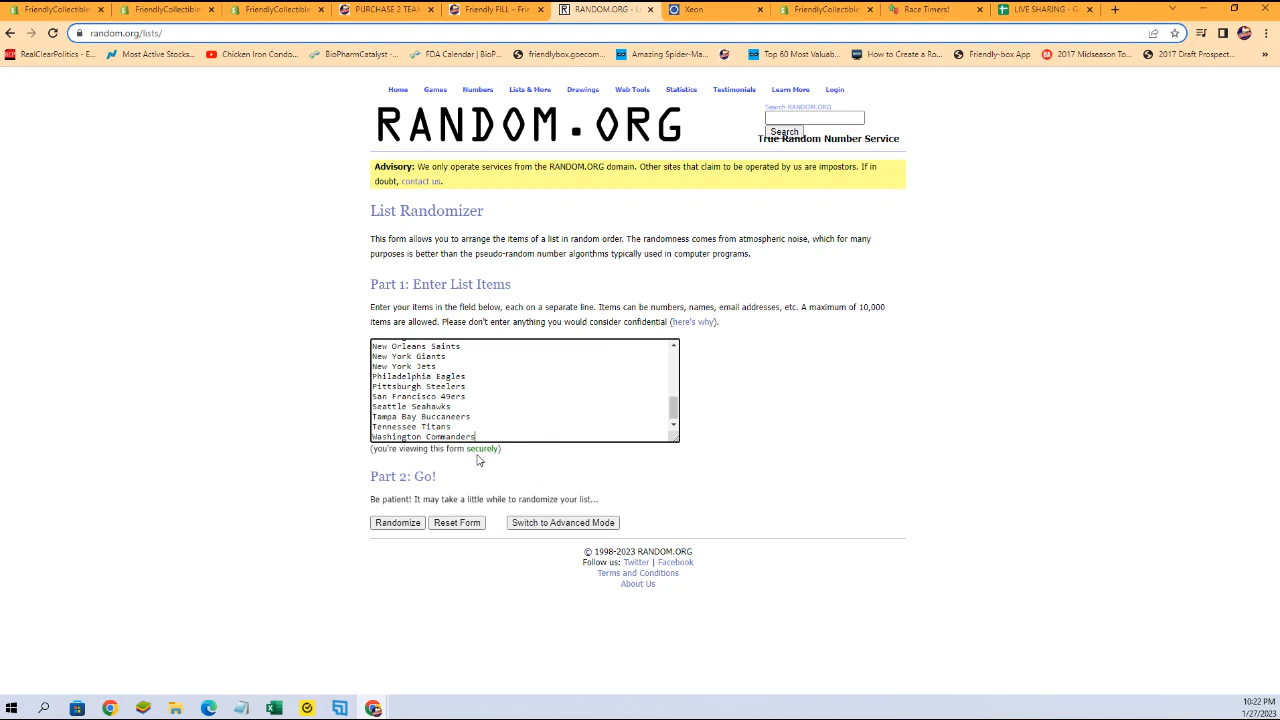 FriendlyCollectible
FriendlyCollectible
FriendlyCollectible
PURCHASE 2 TEAM
Friendly FILL – Frie
RANDOM.ORG - Li
Xeon
FriendlyCollectible
Race Timers!
LIVE SHARING - G
random.org/lists/
RealClearPolitics - E...
Most Active Stocks...
Chicken Iron Condo...
BioPharmCatalyst -...
FDA Calendar | BioP...
friendlybox.goecom...
Amazing Spider-Ma...
Top 60 Most Valuab...
How to Create a Ro...
Friendly-box App
2017 Midseason To...
2017 Draft Prospect...
Home Games Numbers Lists & More Drawings Web Tools Statistics Testimonials Learn More Login
RANDOM.ORG
Search RANDOM.ORG
Search
True Random Number Service
Advisory: We only operate services from the RANDOM.ORG domain. Other sites that claim to be operated by us are impostors. If in
doubt, contact us.
List Randomizer
This form allows you to arrange the items of a list in random order. The randomness comes from atmospheric noise, which for many
purposes is better than the pseudo-random number algorithms typically used in computer programs.
Part 1: Enter List Items
Enter your items in the field below, each on a separate line. Items can be numbers, names, email addresses, etc. A maximum of 10,000
items are allowed. Please don't enter anything you would consider confidential (here's why).
New Orleans Saints
New York Giants
New York Jets
Philadelphia Eagles
Pittsburgh Steelers
San Francisco 49ers
Seattle Seahawks
Tampa Bay Buccaneers
Tennessee Titans
Washington Commanders
(you're viewing this form securely)
Part 2: Go!
Be patient! It may take a little while to randomize your list...
Randomize Reset Form Switch to Advanced Mode
© 1998-2023 RANDOM.ORG
Follow us: Twitter | Facebook
Terms and Conditions
About Us
10:22 PM
1/27/2023